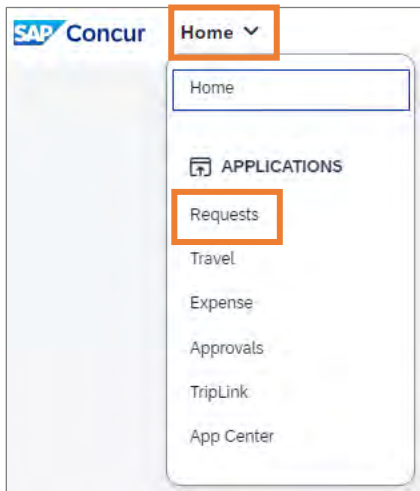 SAP Concur Home
Home
APPLICATIONS
Requests
Travel
Expense
Approvals
TripLink
App Center